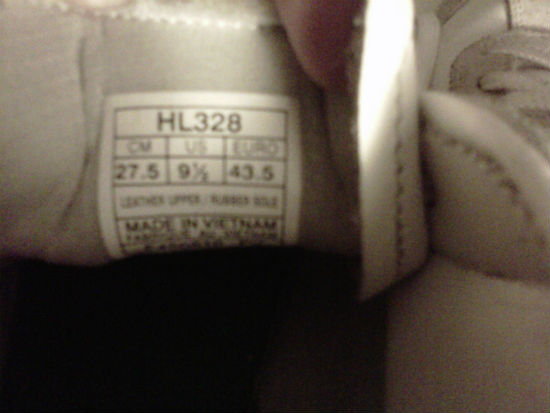 HL328
CM US EURO
27.5 9½ 43.5
LEATHER UPPER / RUBBER SOLE
MADE IN VIETNAM